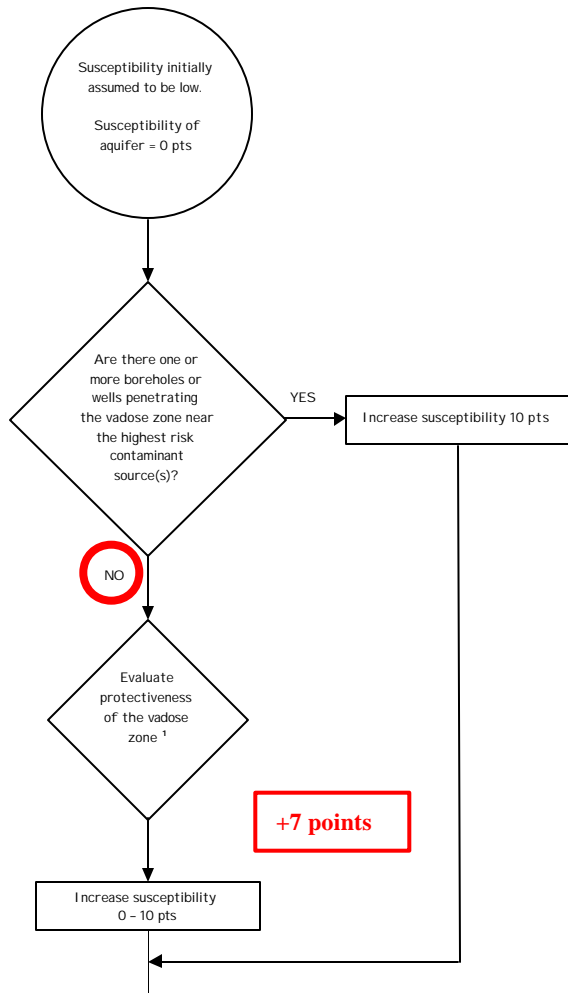 Susceptibility initially
assumed to be low.
Susceptibility of
aquifer = 0 pts
Are there one or
more boreholes or
wells penetrating
the vadose zone near
the highest risk
contaminant
source(s)?
YES
Increase susceptibility 10 pts
NO
Evaluate
protectiveness
of the vadose
zone ¹
+7 points
Increase susceptibility
0 – 10 pts